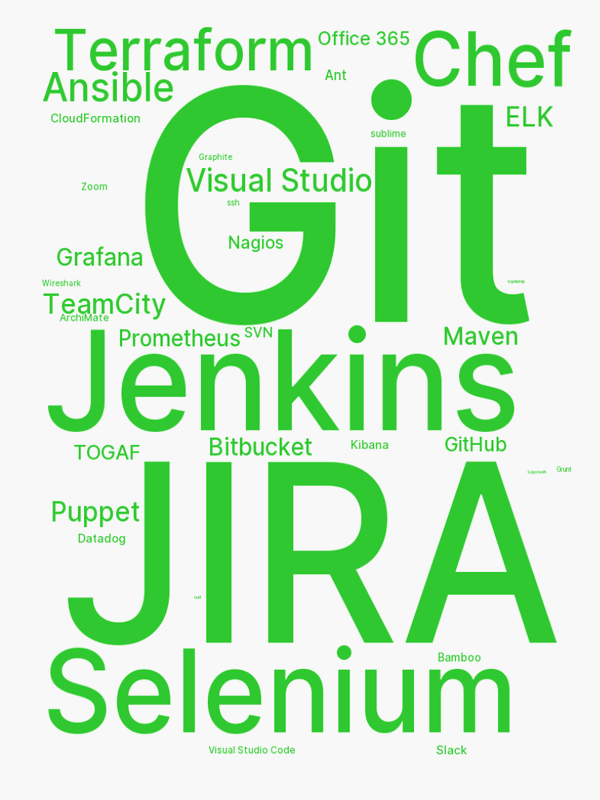 Terraform
Office 365
Chef
Ansible
Ant
CloudFormation
Git
ELK
sublime
Graphite
Visual Studio
Zoom
ssh
Nagios
Grafana
Wireshark
TeamCity
ArchiMate
Prometheus
SVN
Maven
Jenkins
TOGAF
Bitbucket
Kibana
GitHub
JIRA
Logstash
Grunt
Puppet
Datadog
Selenium
Bamboo
Visual Studio Code
Slack